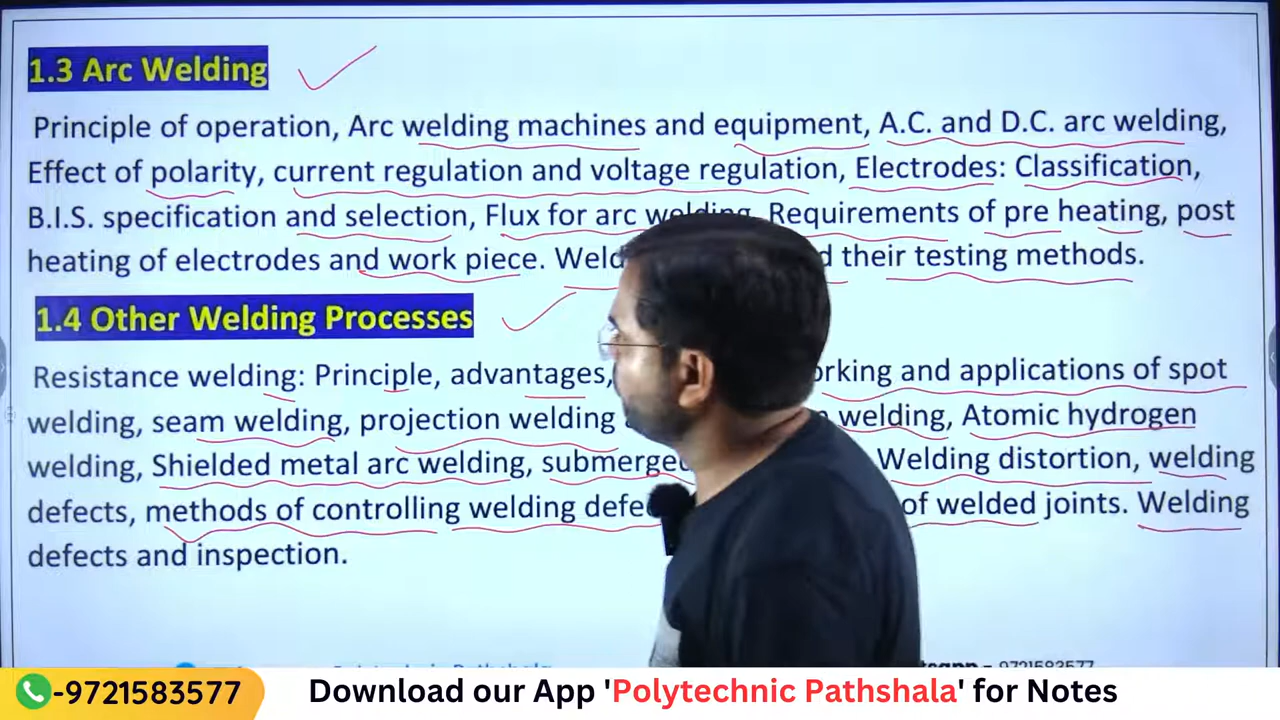 1.3 Arc Welding
Principle of operation, Arc welding machines and equipment, A.C. and D.C. arc welding,
Effect of polarity, current regulation and voltage regulation, Electrodes: Classification,
B.I.S. specification and selection, Flux for arc welding, Requirements of pre heating, post
heating of electrodes and work piece. Weld their testing methods.
1.4 Other Welding Processes
Resistance welding: Principle, advantages, and applications of spot
welding, seam welding, projection welding welding, Atomic hydrogen
welding, Shielded metal arc welding, Welding distortion, welding
defects, methods of controlling welding of welded joints. Welding
defects and inspection.
-9721583577 Download our App 'Polytechnic Pathshala' for Notes